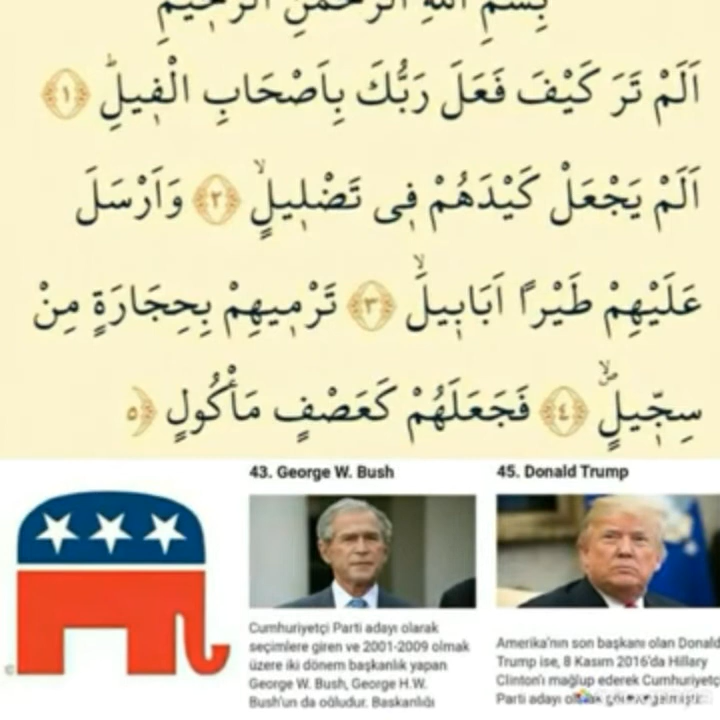 بِسْمِ اللّٰهِ الرَّحْمٰنِ الرَّحٖيمِ
اَلَمْ تَرَ كَيْفَ فَعَلَ رَبُّكَ بِاَصْحَابِ الْفٖيلِۜ ﴿١﴾
اَلَمْ يَجْعَلْ كَيْدَهُمْ فٖى تَضْلٖيلٍۙ ﴿٢﴾ وَاَرْسَلَ
عَلَيْهِمْ طَيْرًا اَبَابٖيلَۙ ﴿٣﴾ تَرْمٖيهِمْ بِحِجَارَةٍ مِنْ
سِجّٖيلٍۙ ﴿٤﴾ فَجَعَلَهُمْ كَعَصْفٍ مَأْكُولٍ ﴿٥
43. George W. Bush
Cumhuriyetçi Parti adayı olarak
seçimlere giren ve 2001-2009 olmak
üzere iki dönem başkanlık yapan
George W. Bush, George H.W.
Bush'un da oğludur. Başkanlığı
45. Donald Trump
Amerika'nın son başkanı olan Donald
Trump ise, 8 Kasım 2016'da Hillary
Clinton'ı mağlup ederek Cumhuriyetç
Parti adayı